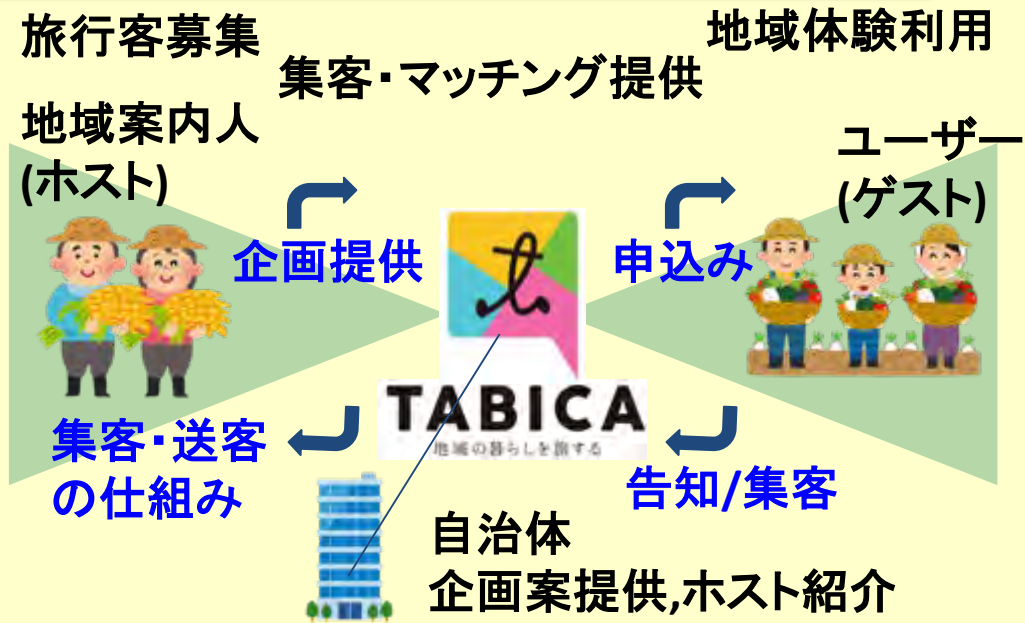 旅行客募集
地域体験利用
集客・マッチング提供
地域案内人
(ホスト)
ユーザー
(ゲスト)
企画提供
申込み
t
TABICA
地域の暮らしを旅する
集客・送客
の仕組み
告知/集客
自治体
企画案提供,ホスト紹介